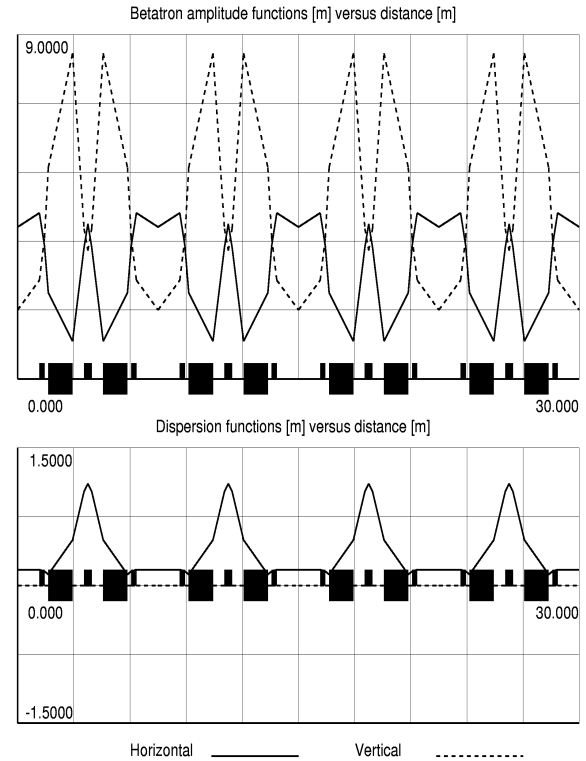 Betatron amplitude functions [m] versus distance [m]
9.0000
0.000 30.000
Dispersion functions [m] versus distance [m]
1.5000
0.000 30.000
-1.5000
Horizontal Vertical